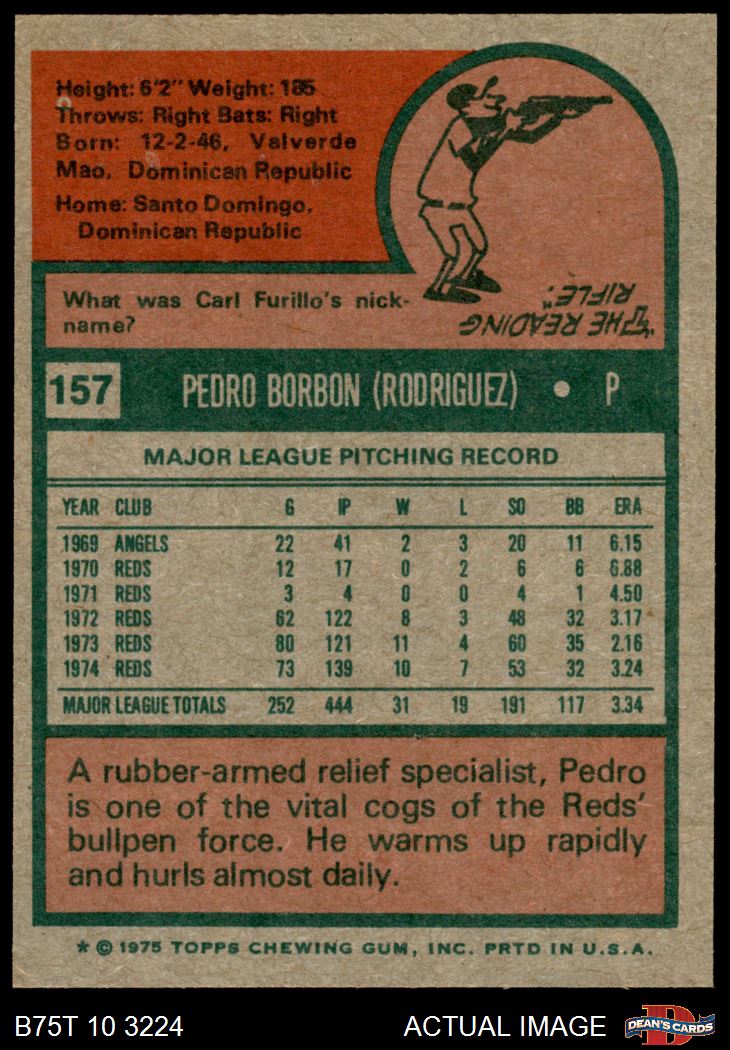 Height: 6'2" Weight: 185
Throws: Right Bats: Right
Born: 12-2-46, Valverde
Mao, Dominican Republic
Home: Santo Domingo,
Dominican Republic
What was Carl Furillo's nick-
name?
"THE READING
RIFLE."
157 PEDRO BORBON (RODRIGUEZ) • P
MAJOR LEAGUE PITCHING RECORD
YEAR CLUB G IP W L SO BB ERA
1969 ANGELS 22 41 2 3 20 11 6.15
1970 REDS 12 17 0 2 6 6 6.88
1971 REDS 3 4 0 0 4 1 4.50
1972 REDS 62 122 8 3 48 32 3.17
1973 REDS 80 121 11 4 60 35 2.16
1974 REDS 73 139 10 7 53 32 3.24
MAJOR LEAGUE TOTALS 252 444 31 19 191 117 3.34
A rubber-armed relief specialist, Pedro
is one of the vital cogs of the Reds'
bullpen force. He warms up rapidly
and hurls almost daily.
* © 1975 TOPPS CHEWING GUM, INC. PRTD IN U.S.A.
B75T 10 3224 ACTUAL IMAGE
D
DEAN'S CARDS